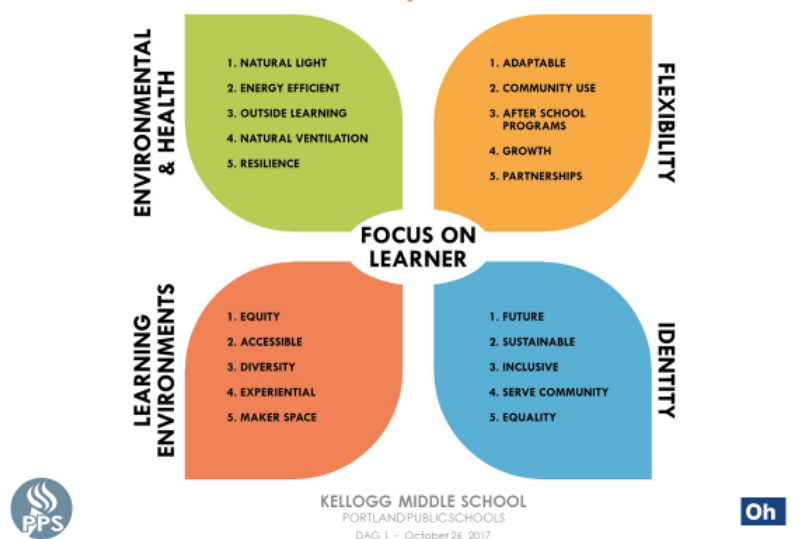 ENVIRONMENTAL
& HEALTH
1. NATURAL LIGHT
2. ENERGY EFFICIENT
3. OUTSIDE LEARNING
4. NATURAL VENTILATION
5. RESILIENCE
FLEXIBILITY
1. ADAPTABLE
2. COMMUNITY USE
3. AFTER SCHOOL
PROGRAMS
4. GROWTH
5. PARTNERSHIPS
FOCUS ON
LEARNER
LEARNING
ENVIRONMENTS
1. EQUITY
2. ACCESSIBLE
3. DIVERSITY
4. EXPERIENTIAL
5. MAKER SPACE
IDENTITY
1. FUTURE
2. SUSTAINABLE
3. INCLUSIVE
4. SERVE COMMUNITY
5. EQUALITY
PPS
KELLOGG MIDDLE SCHOOL
PORTLAND PUBLIC SCHOOLS
DAG I - October 26, 2017
Oh